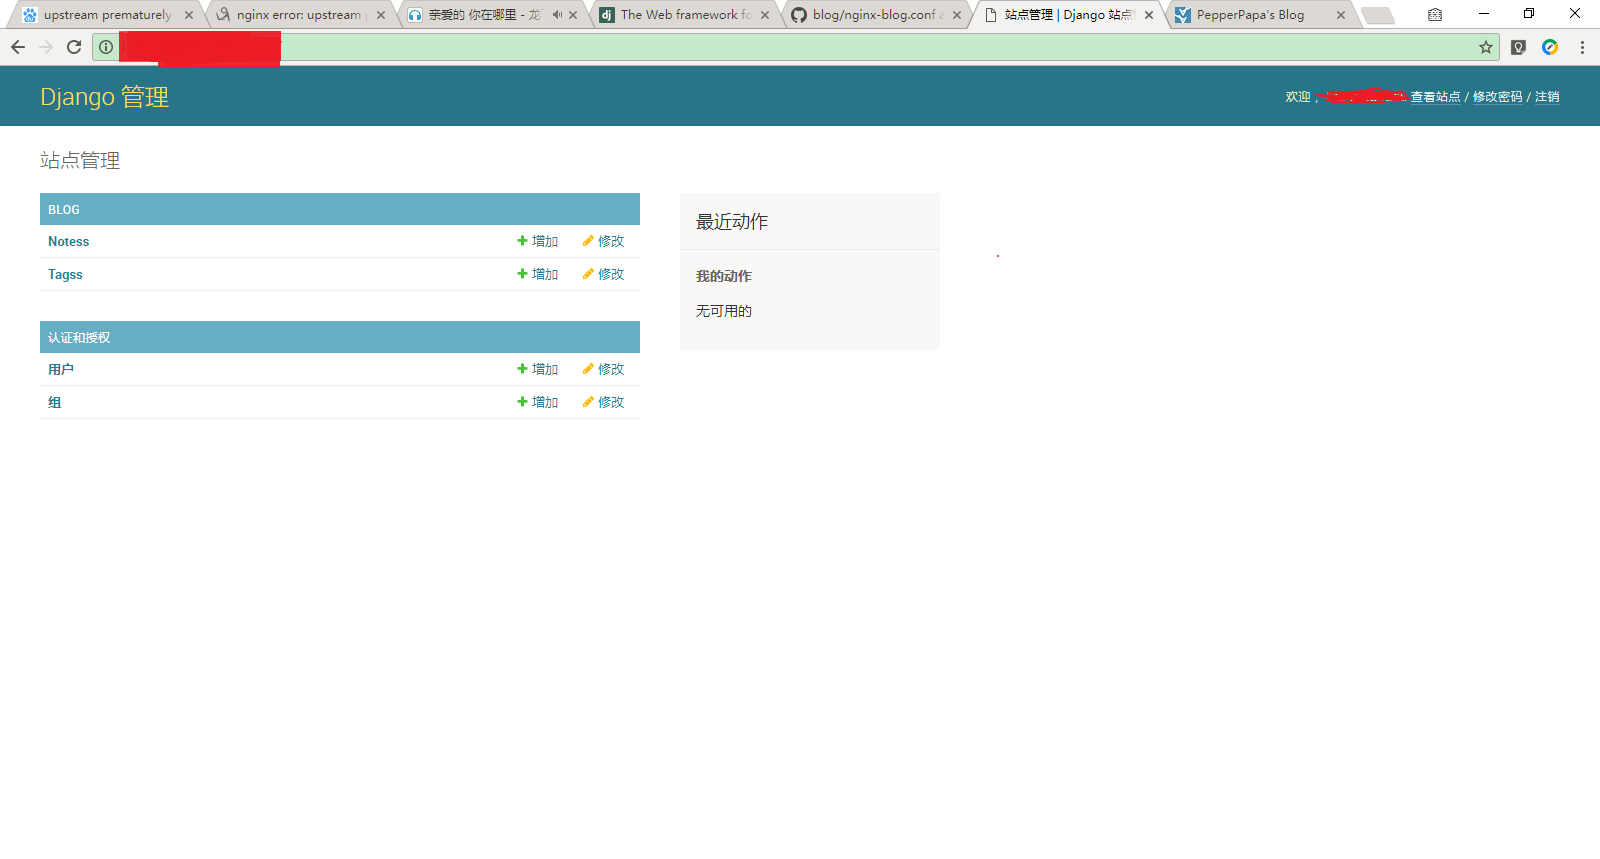 upstream prematurely
nginx error: upstream
亲爱的 你在哪里 - 龙
The Web framework fo
blog/nginx-blog.conf a
站点管理 | Django 站点
PepperPapa's Blog
Django 管理
欢迎，
查看站点 / 修改密码 / 注销
站点管理
BLOG
Notess 增加 修改
Tagss 增加 修改
认证和授权
用户 增加 修改
组 增加 修改
最近动作
我的动作
无可用的